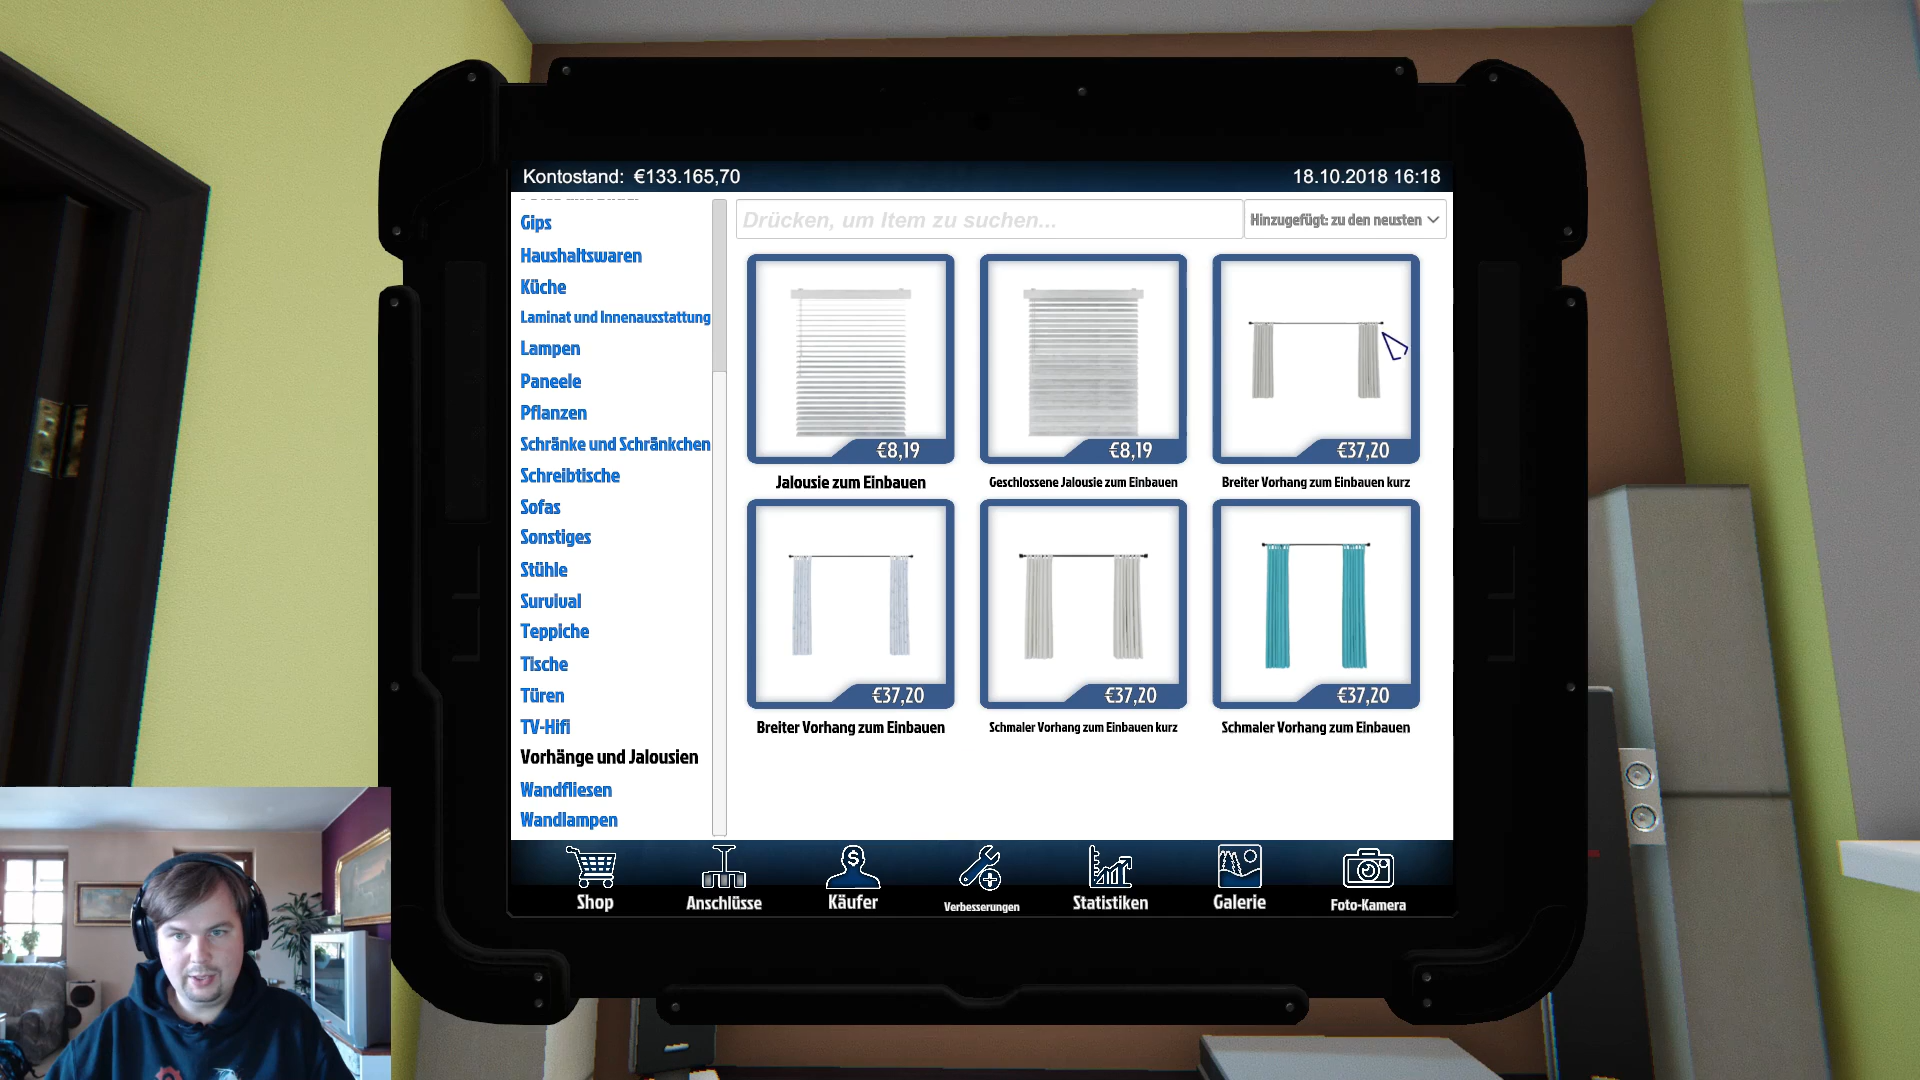 Kontostand: €133.165,70
18.10.2018 16:18
Gips
Haushaltswaren
Küche
Laminat und Innenausstattung
Lampen
Paneele
Pflanzen
Schränke und Schränkchen
Schreibtische
Sofas
Sonstiges
Stühle
Survival
Teppiche
Tische
Türen
TV-Hifi
Vorhänge und Jalousien
Wandfliesen
Wandlampen
Drücken, um Item zu suchen...
Hinzugefügt: zu den neusten
€8,19
Jalousie zum Einbauen
€8,19
Geschlossene Jalousie zum Einbauen
€37,20
Breiter Vorhang zum Einbauen kurz
€37,20
Breiter Vorhang zum Einbauen
€37,20
Schmaler Vorhang zum Einbauen kurz
€37,20
Schmaler Vorhang zum Einbauen
Shop
Anschlüsse
Käufer
Verbesserungen
Statistiken
Galerie
Foto-Kamera